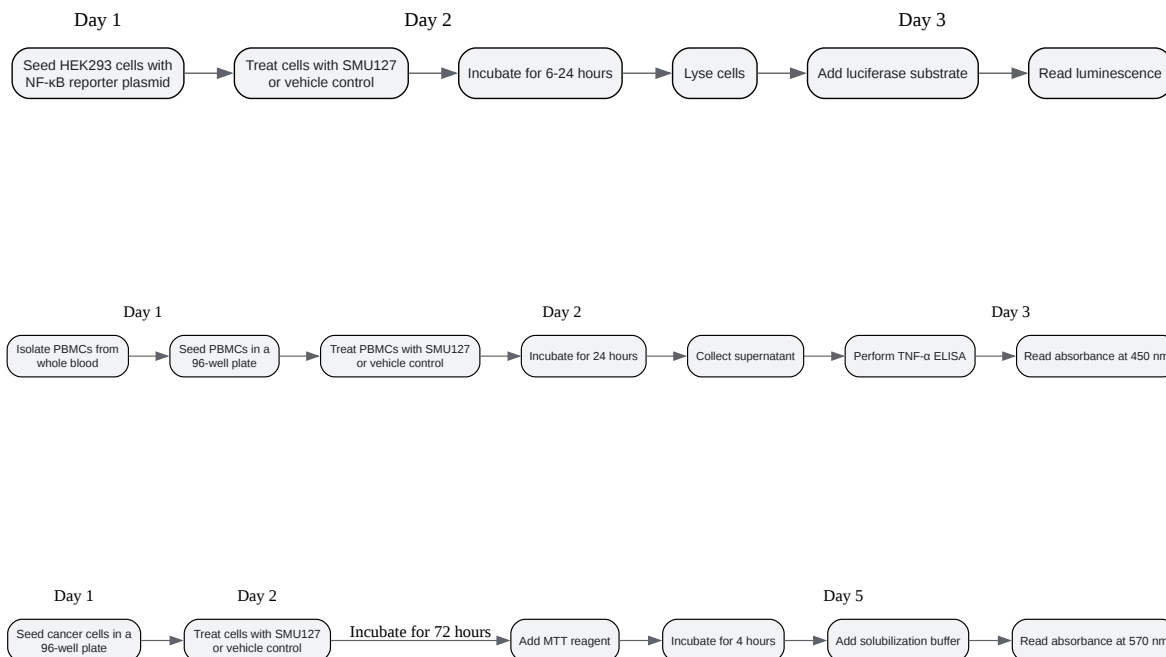 Day 1
Day 2
Day 3
Seed HEK293 cells with
NF-κB reporter plasmid
Treat cells with SMU127
or vehicle control
Incubate for 6-24 hours
Lyse cells
Add luciferase substrate
Read luminescence
Day 1
Day 2
Day 3
Isolate PBMCs from
whole blood
Seed PBMCs in a
96-well plate
Treat PBMCs with SMU127
or vehicle control
Incubate for 24 hours
Collect supernatant
Perform TNF-α ELISA
Read absorbance at 450 nm
Day 1
Day 2
Day 5
Seed cancer cells in a
96-well plate
Treat cells with SMU127
or vehicle control
Incubate for 72 hours
Add MTT reagent
Incubate for 4 hours
Add solubilization buffer
Read absorbance at 570 nm